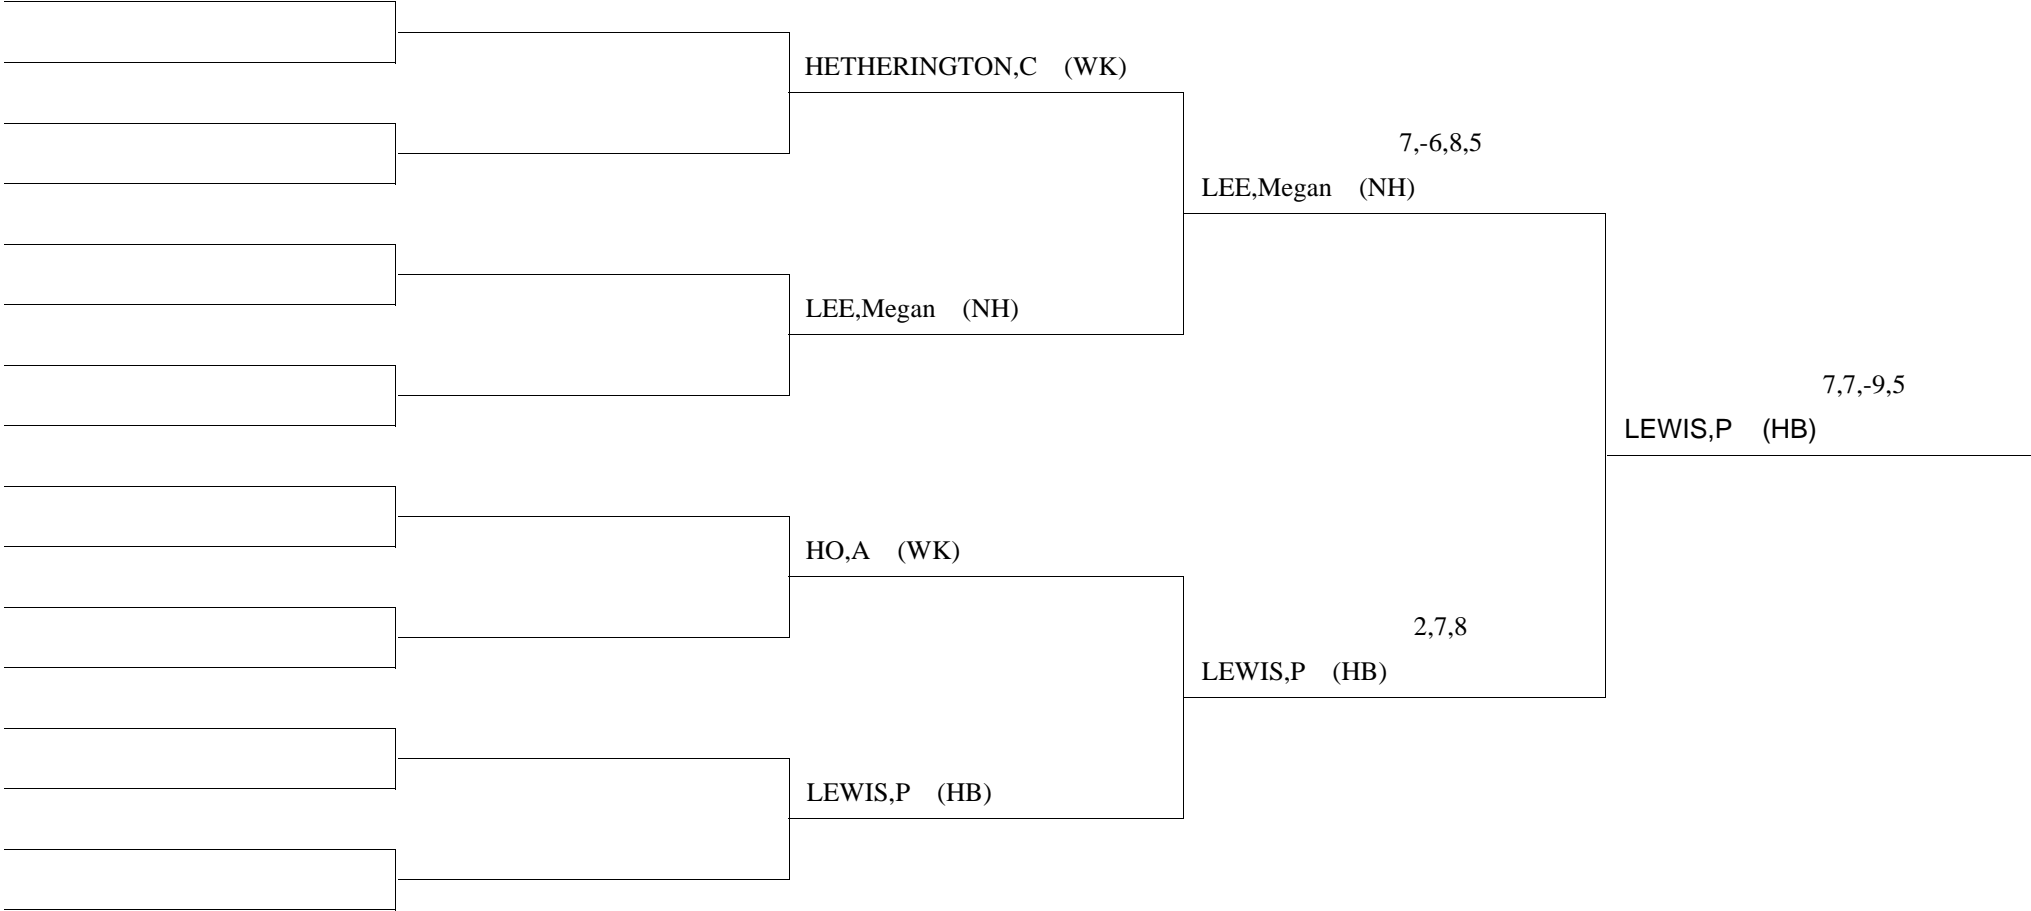 HETHERINGTON,C (WK)
7,-6,8,5
LEE,Megan (NH)
LEE,Megan (NH)
7,7,-9,5
LEWIS,P (HB)
HO,A (WK)
2,7,8
LEWIS,P (HB)
LEWIS,P (HB)